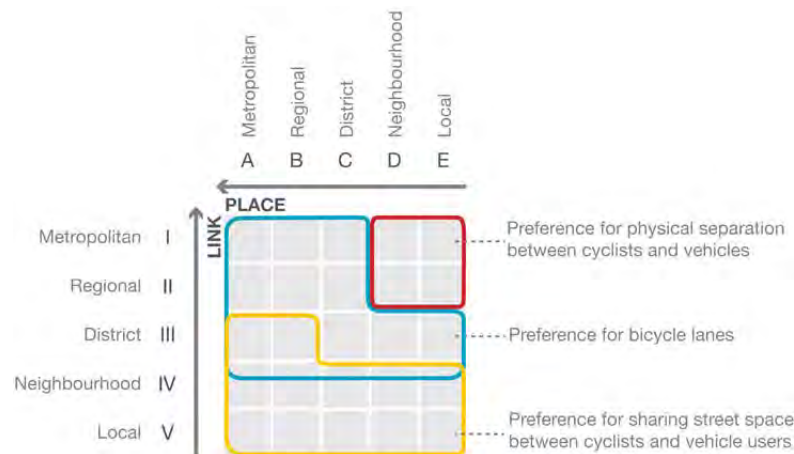 Metropolitan
Regional
District
Neighbourhood
Local
A B C D E
PLACE
LINK
Metropolitan I
Regional II
District III
Neighbourhood IV
Local V
Preference for physical separation
between cyclists and vehicles
Preference for bicycle lanes
Preference for sharing street space
between cyclists and vehicle users